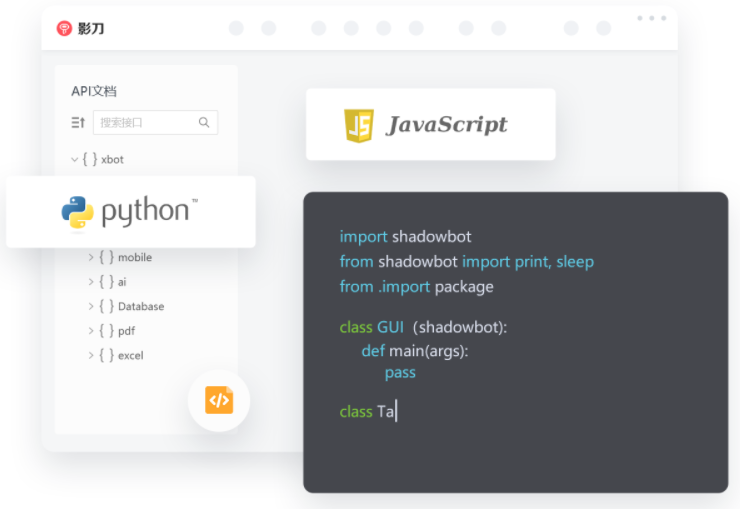 影刀
API文档
搜索接口
{ } xbot
JS JavaScript
python™
{ } mobile
{ } ai
{ } Database
{ } pdf
{ } excel
</>
import shadowbot
from shadowbot import print, sleep
from .import package
class GUI（shadowbot):
def main(args):
pass
class Ta